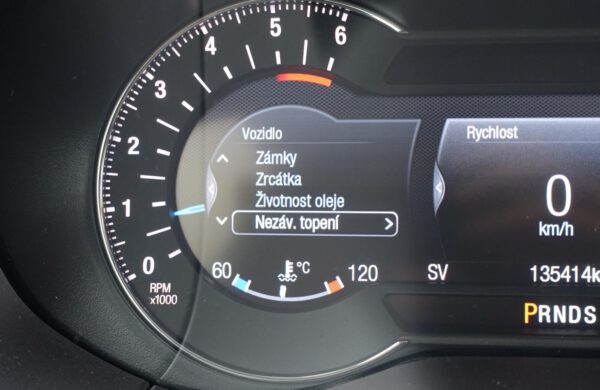 6
5
4
3
2
1
0
RPM
x1000
Vozidlo
Zámky
Zrcátka
Životnost oleje
Nezáv. topení >
60 °C 120
Rychlost
0
km/h
SV 135414k
PRNDS